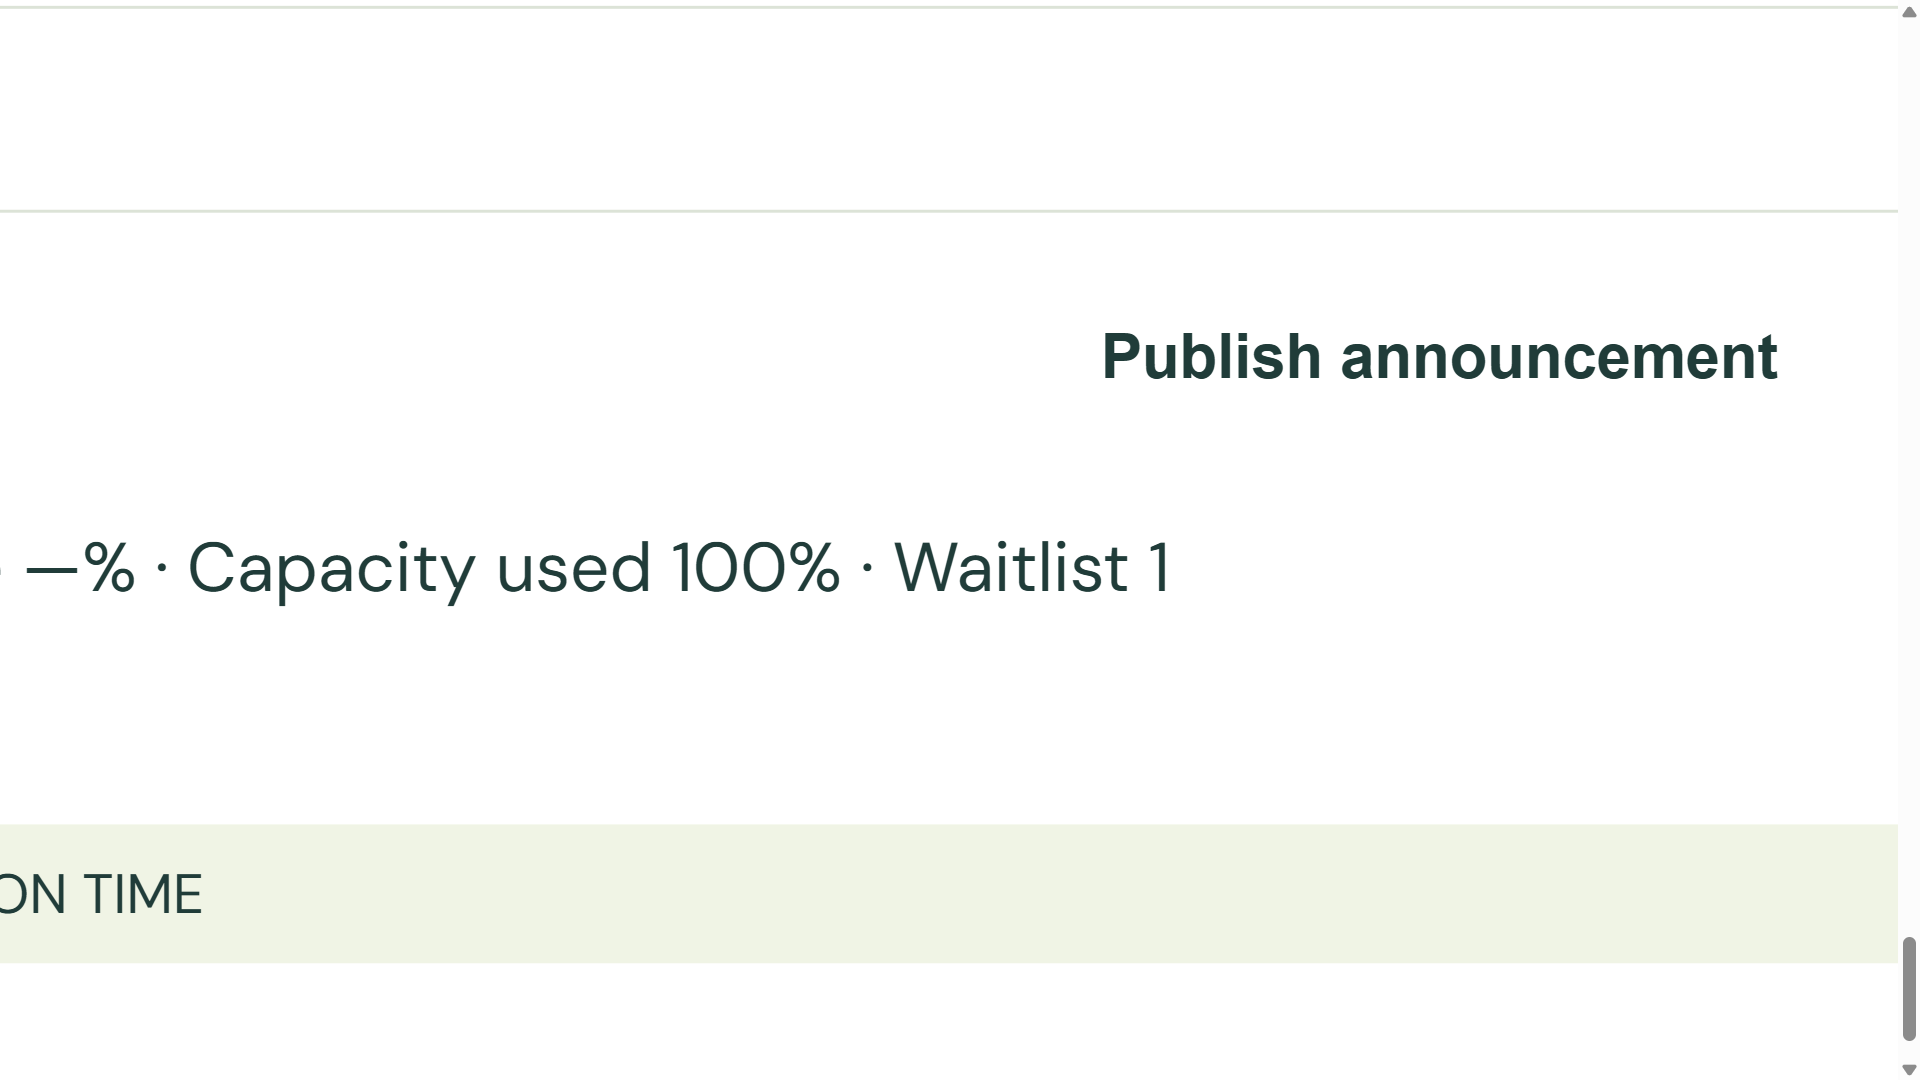 Publish announcement
—% · Capacity used 100% · Waitlist 1
ON TIME